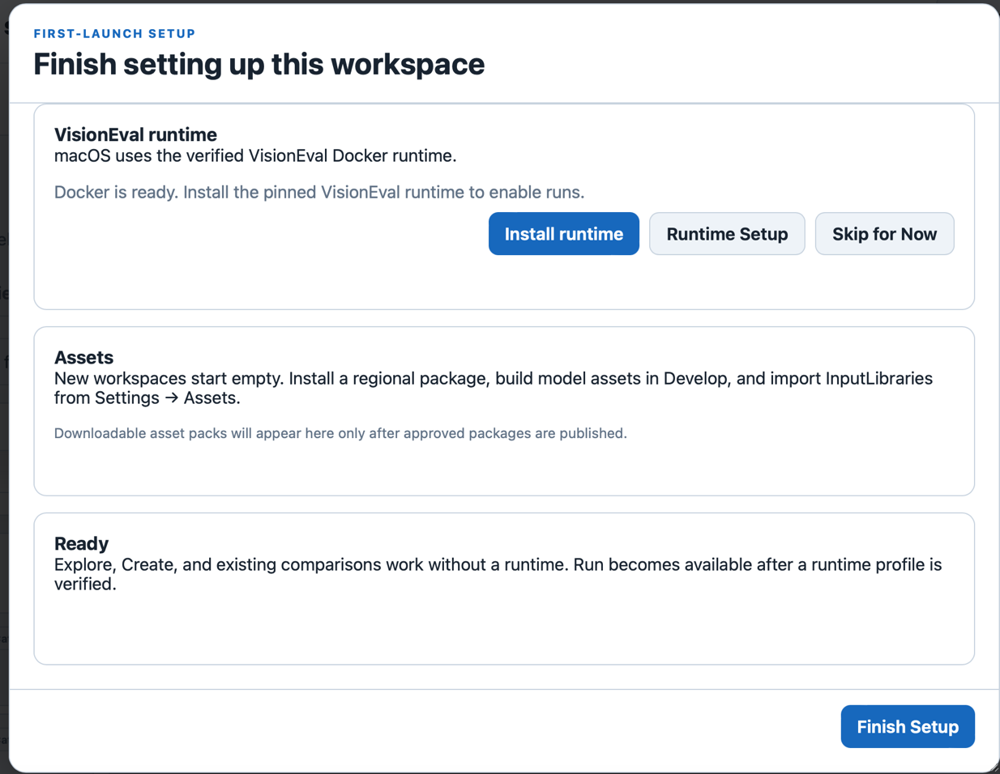 FIRST-LAUNCH SETUP
Finish setting up this workspace
VisionEval runtime
macOS uses the verified VisionEval Docker runtime.
Docker is ready. Install the pinned VisionEval runtime to enable runs.
Install runtime
Runtime Setup
Skip for Now
Assets
New workspaces start empty. Install a regional package, build model assets in Develop, and import InputLibraries
from Settings → Assets.
Downloadable asset packs will appear here only after approved packages are published.
Ready
Explore, Create, and existing comparisons work without a runtime. Run becomes available after a runtime profile is
verified.
Finish Setup